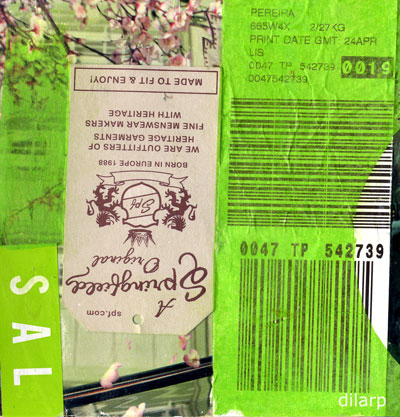 PEREIRA
665W4X 2/27KG
PRINT DATE GMT: 24APR
LIS
0047 TP 542739 0019
0047542739
0047 TP 542739
spf.com
A
Springfield
Original
Spf
BORN IN EUROPE 1988
WE ARE OUTFITTERS OF
HERITAGE GARMENTS
FINE MENSWEAR MAKERS
WITH HERITAGE
MADE TO FIT & ENJOY!
SAL
dilarp